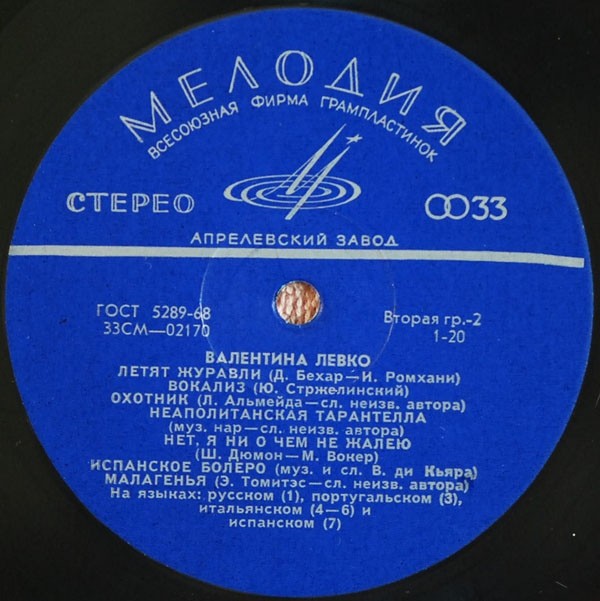 МЕЛОДИЯ
ВСЕСОЮЗНАЯ ФИРМА ГРАМПЛАСТИНОК
СТЕРЕО
33
АПРЕЛЕВСКИЙ ЗАВОД
ГОСТ 5289-68
33СМ—02170
Вторая гр.-2
1-20
ВАЛЕНТИНА ЛЕВКО
ЛЕТЯТ ЖУРАВЛИ (Д. Бехар—И. Ромхани)
ВОКАЛИЗ (Ю. Стржелинский)
ОХОТНИК (Л. Альмейда—сл. неизв. автора)
НЕАПОЛИТАНСКАЯ ТАРАНТЕЛЛА
(муз. нар—сл. неизв. автора)
НЕТ, Я НИ О ЧЕМ НЕ ЖАЛЕЮ
(Ш. Дюмон—М. Вокер)
ИСПАНСКОЕ БОЛЕРО (муз. и сл. В. ди Кьяра)
МАЛАГЕНЬЯ (Э. Томитэс—сл. неизв. автора)
На языках: русском (1), португальском (3),
итальянском (4—6) и
испанском (7)